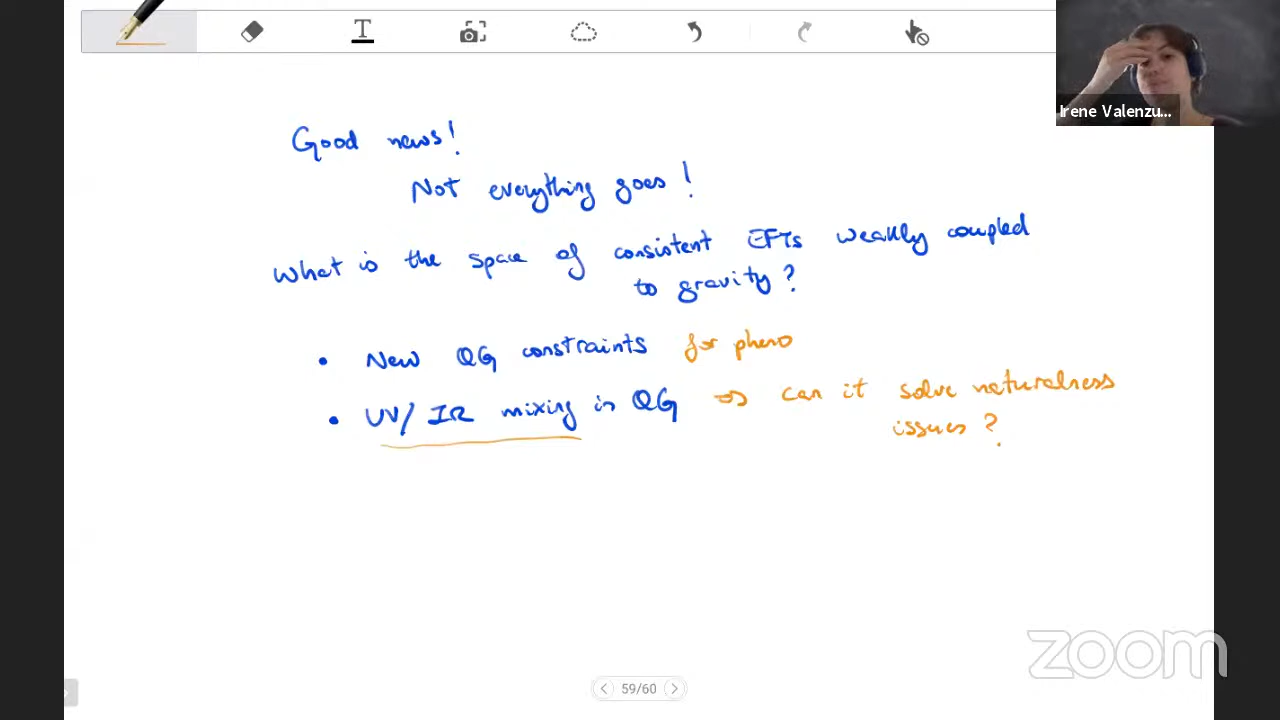 T
Irene Valenzu...
Good news!
Not everything goes!
What is the space of consistent EFTs weakly coupled
to gravity?
• New QG constraints for pheno
• UV/IR mixing in QG ⇒ can it solve naturalness
issues?
zoom
59/60